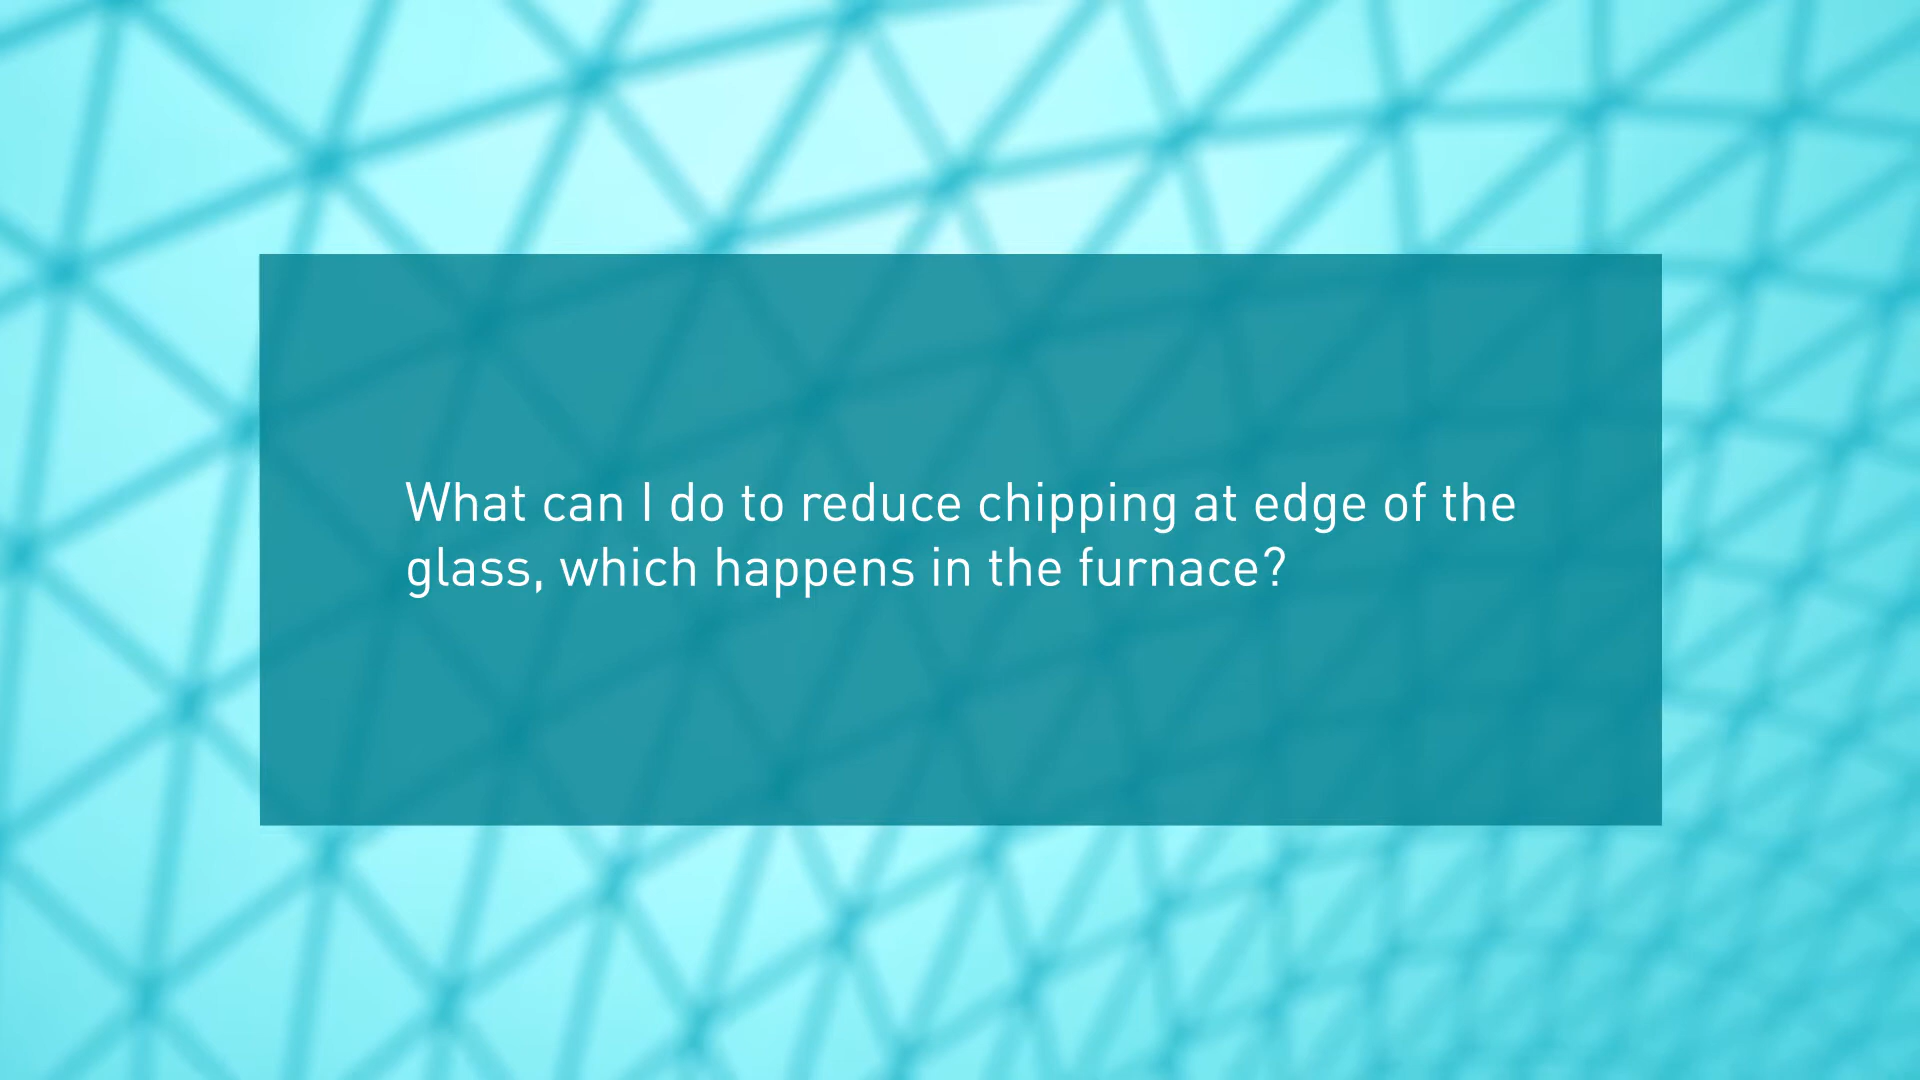 What can I do to reduce chipping at edge of the
glass, which happens in the furnace?